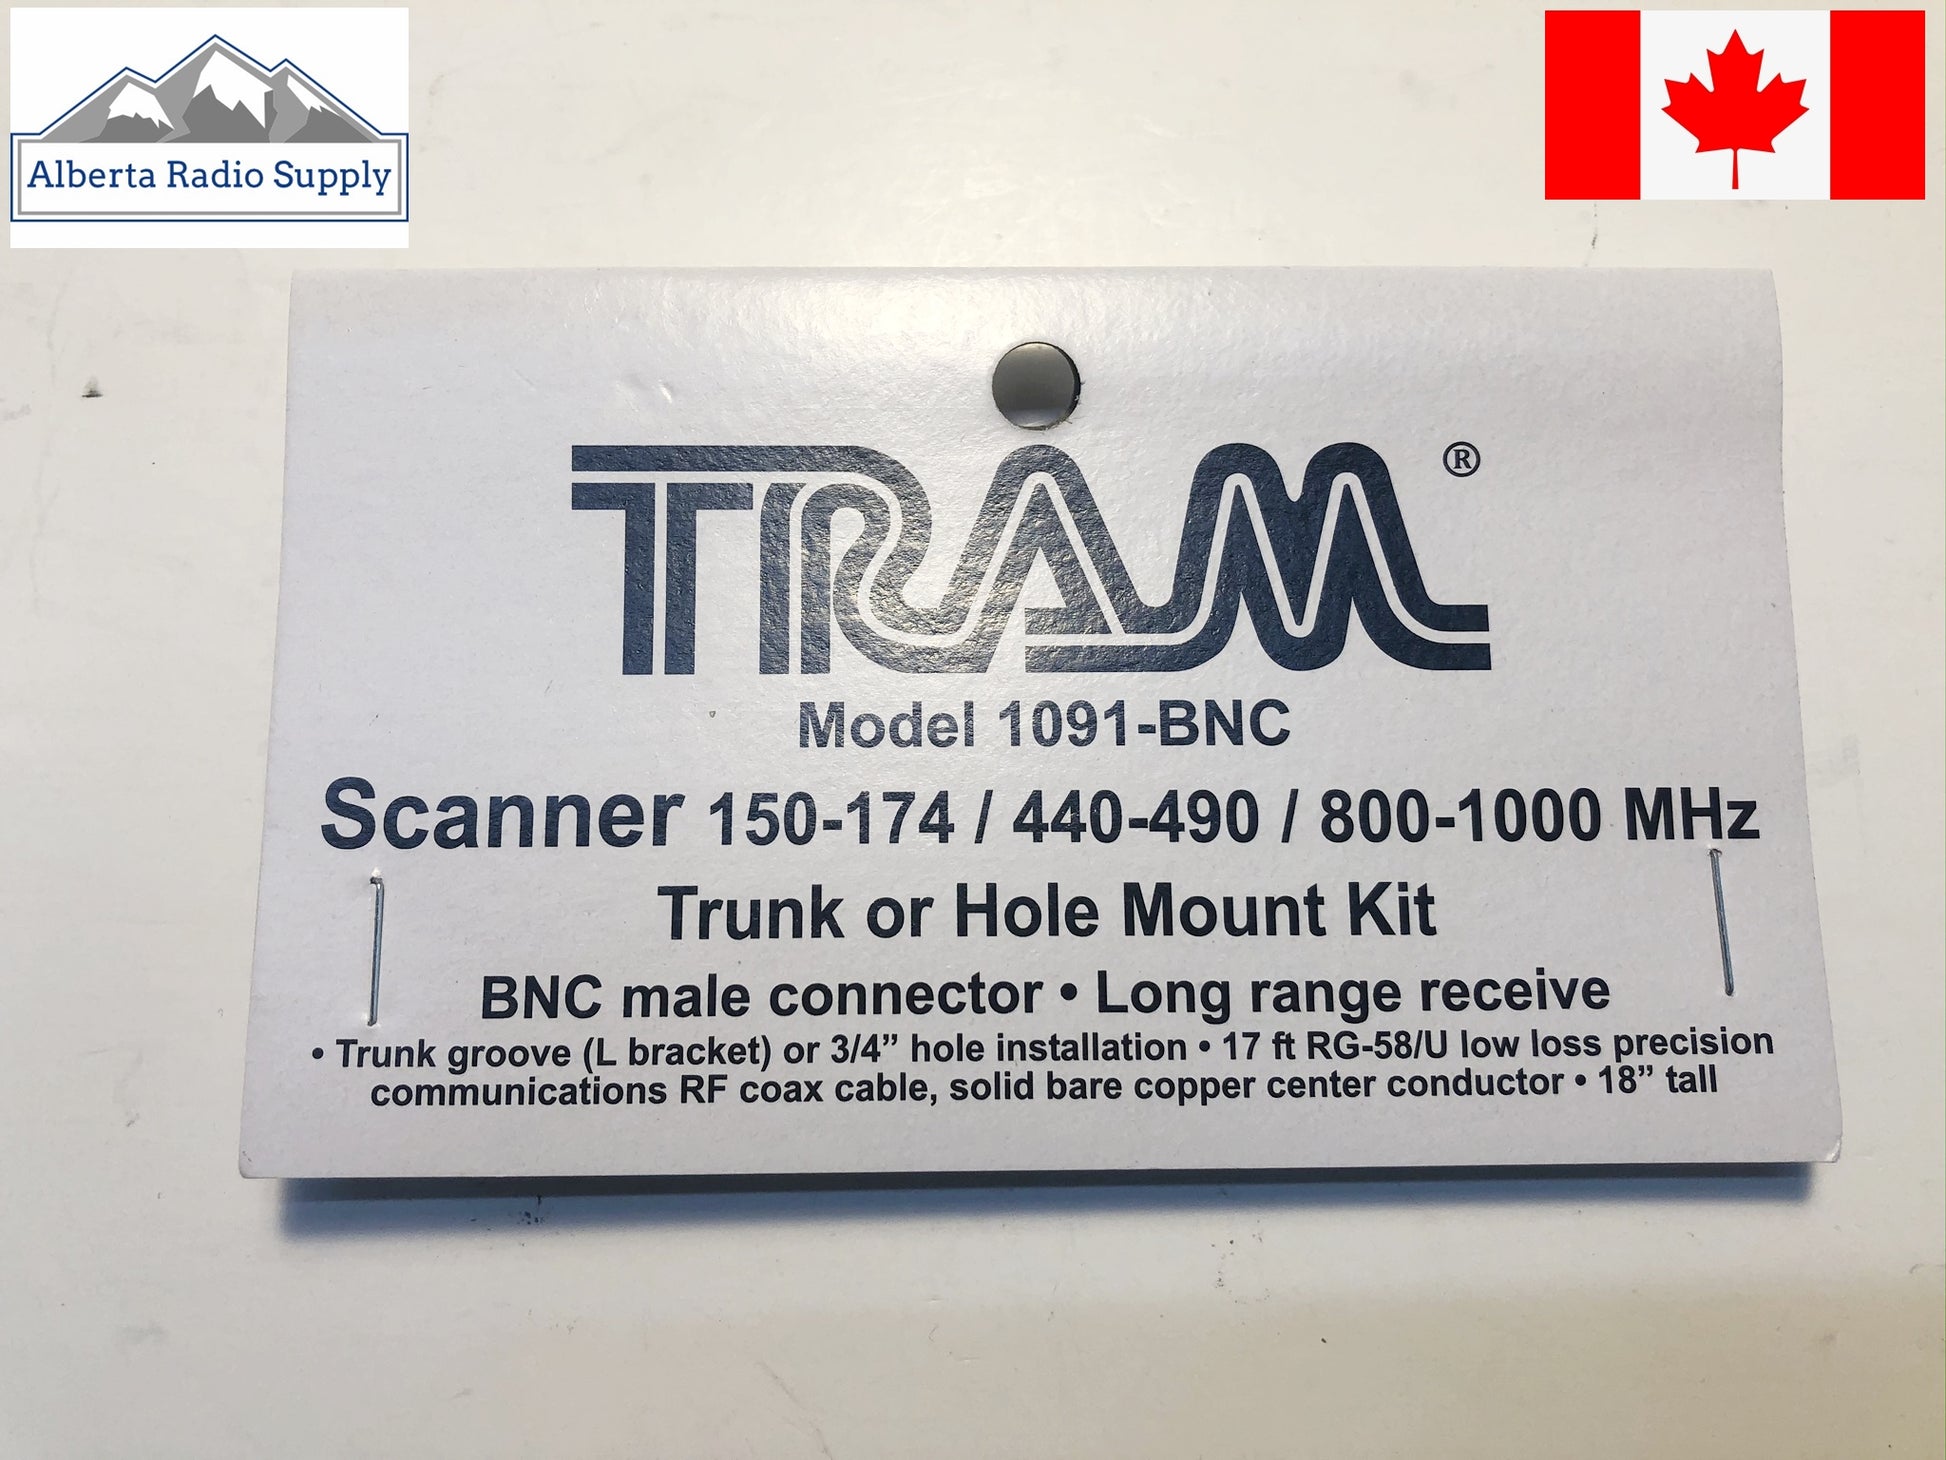 Alberta Radio Supply
TRAM®
Model 1091-BNC
Scanner 150-174 / 440-490 / 800-1000 MHz
Trunk or Hole Mount Kit
BNC male connector • Long range receive
• Trunk groove (L bracket) or 3/4” hole installation • 17 ft RG-58/U low loss precision
communications RF coax cable, solid bare copper center conductor • 18” tall